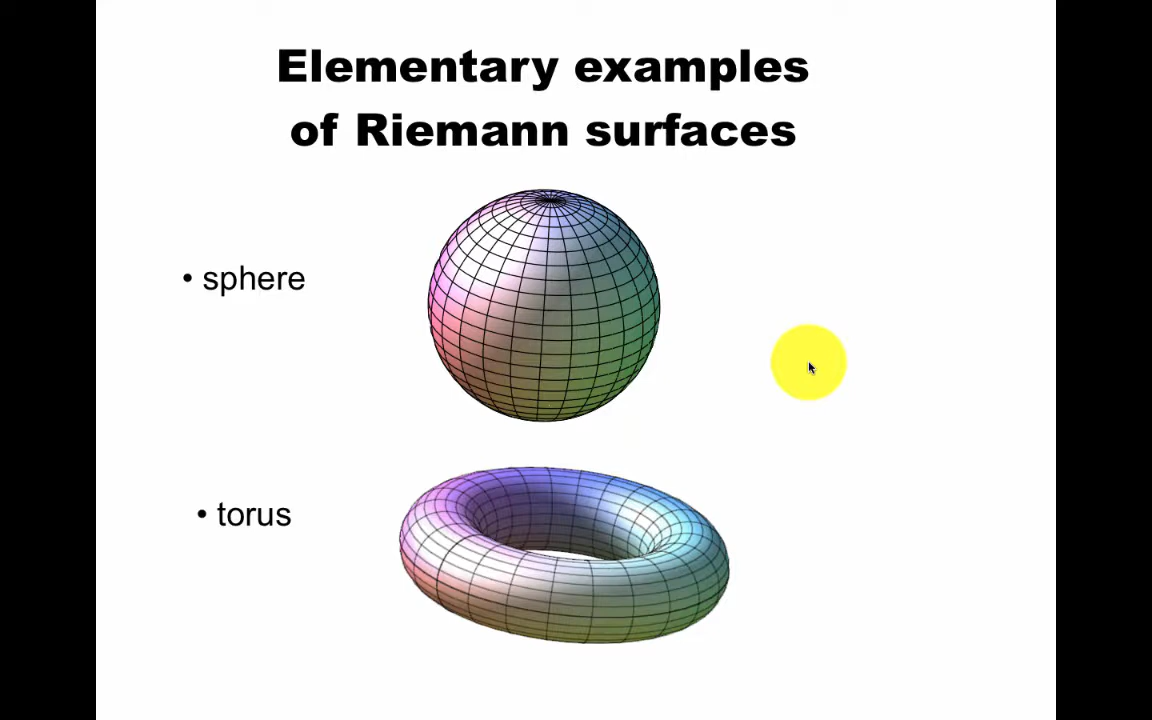 Elementary examples
of Riemann surfaces
• sphere
• torus